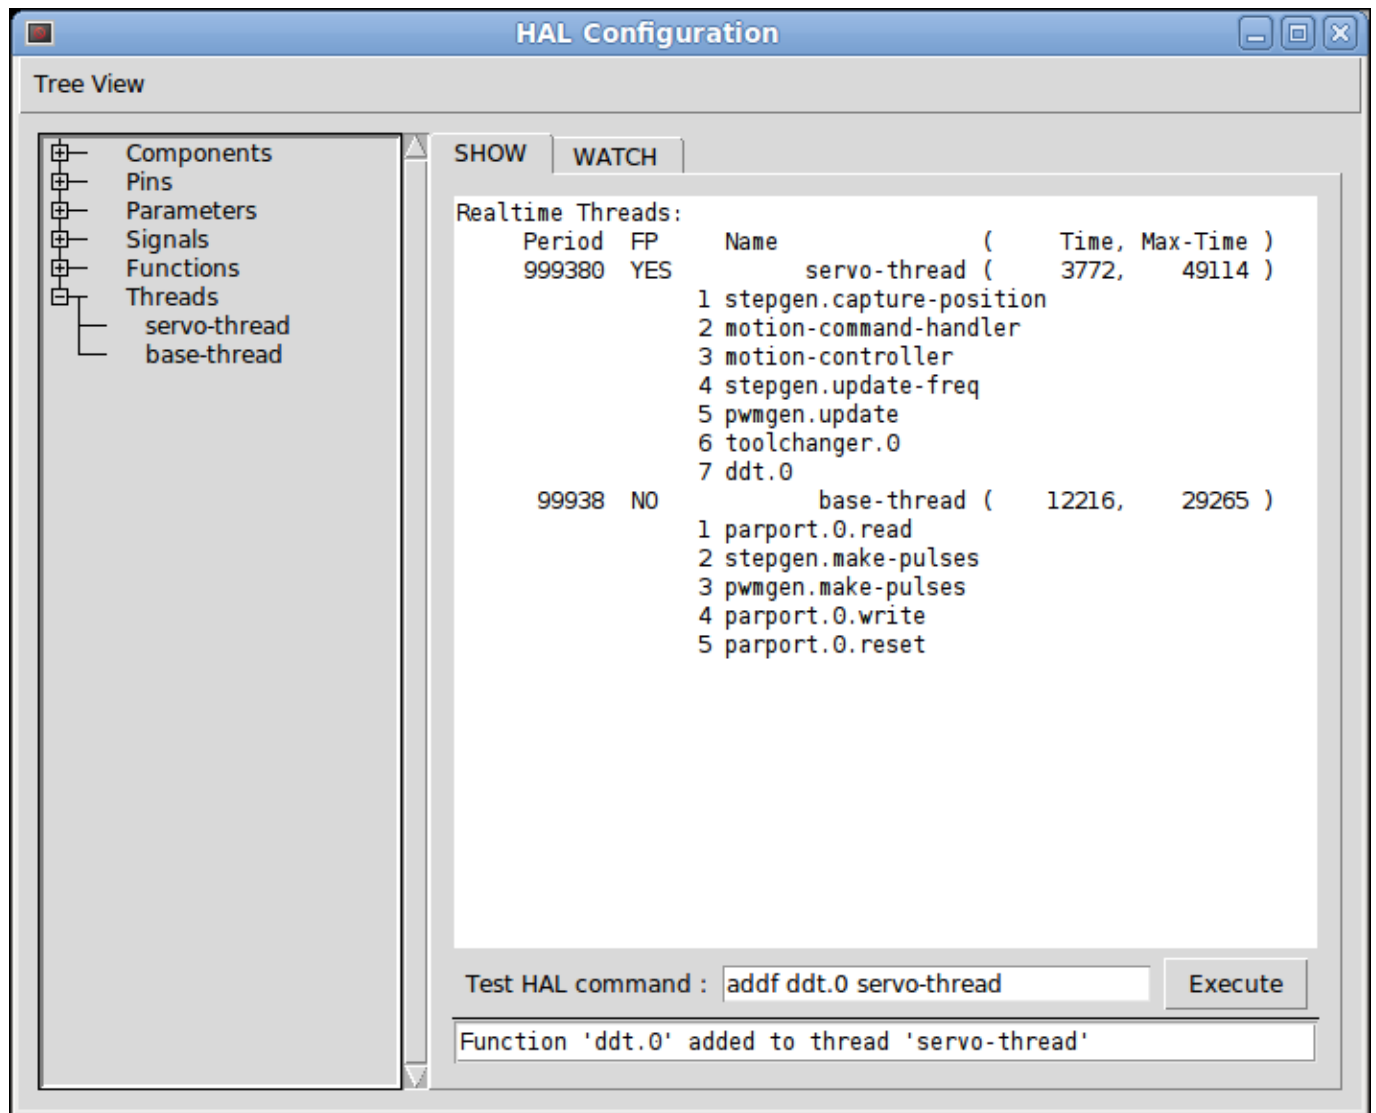 HAL Configuration
Tree View
Components
Pins
Parameters
Signals
Functions
Threads
servo-thread
base-thread
SHOW WATCH
Realtime Threads:
Period FP Name ( Time, Max-Time )
999380 YES servo-thread ( 3772, 49114 )
1 stepgen.capture-position
2 motion-command-handler
3 motion-controller
4 stepgen.update-freq
5 pwmgen.update
6 toolchanger.0
7 ddt.0
99938 NO base-thread ( 12216, 29265 )
1 parport.0.read
2 stepgen.make-pulses
3 pwmgen.make-pulses
4 parport.0.write
5 parport.0.reset
Test HAL command : addf ddt.0 servo-thread Execute
Function 'ddt.0' added to thread 'servo-thread'